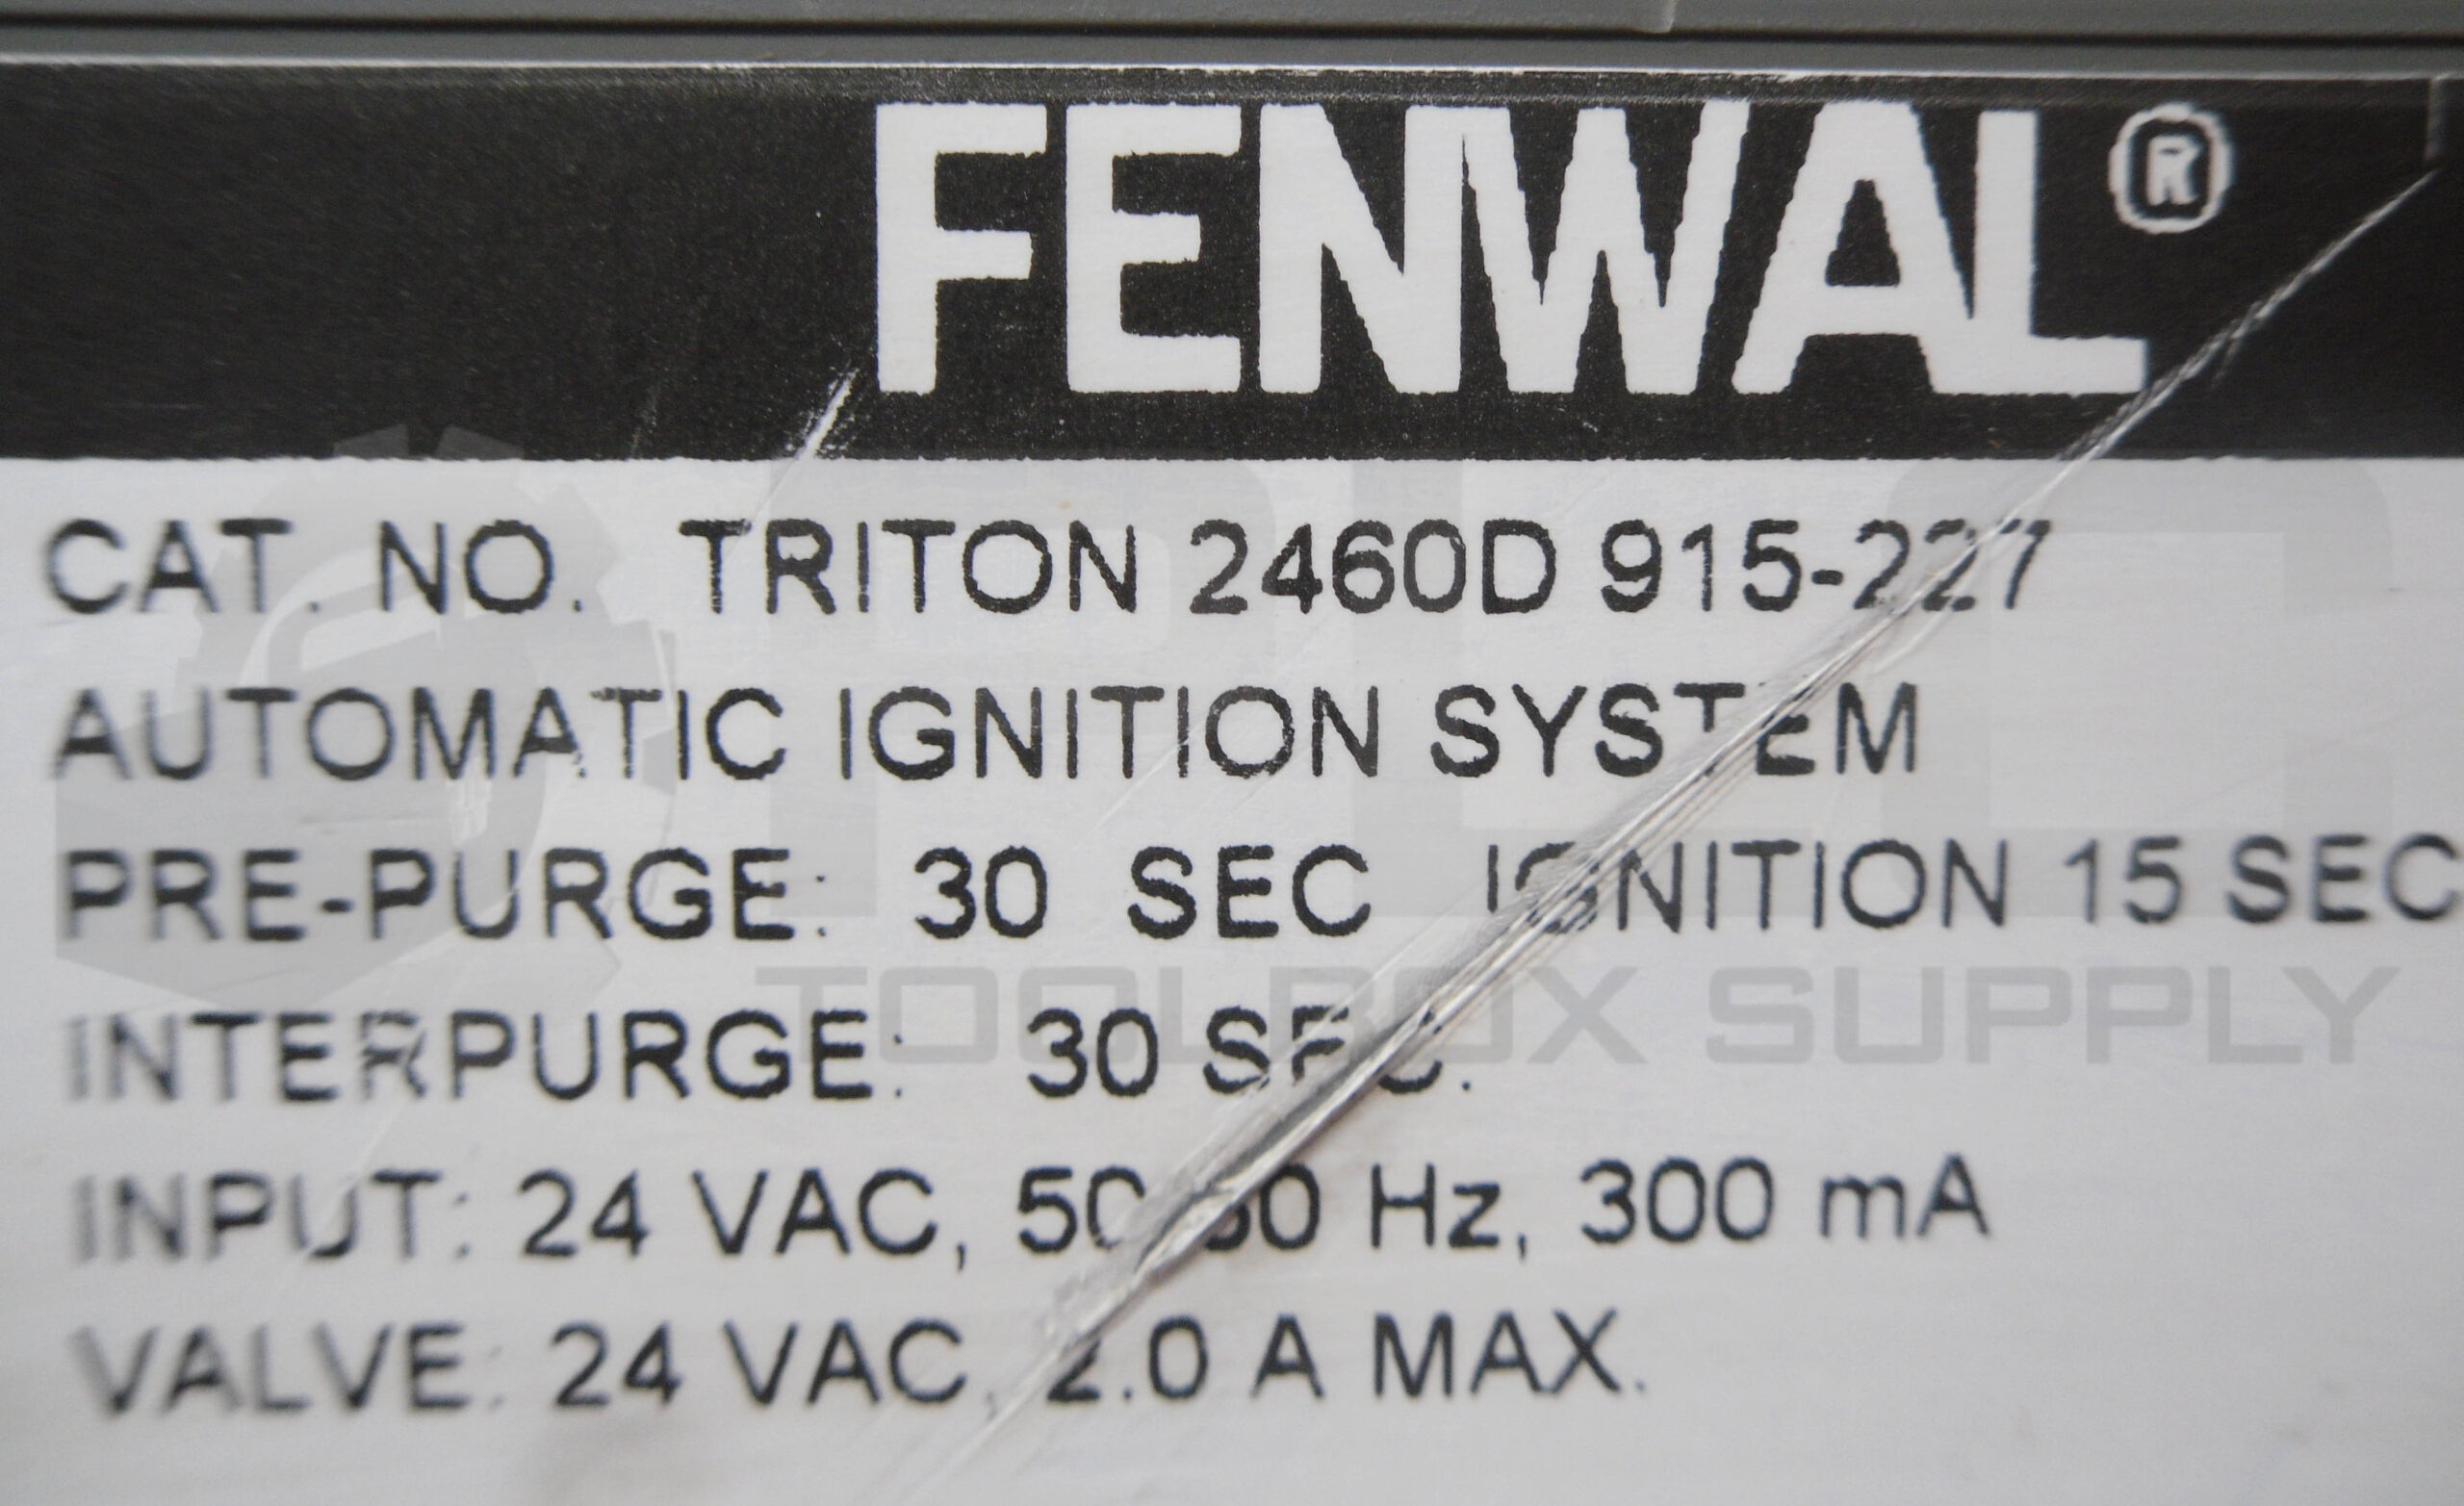 FENWAL®
CAT. NO. TRITON 2460D 915-227
AUTOMATIC IGNITION SYSTEM
PRE-PURGE: 30 SEC IGNITION 15 SEC
INTERPURGE: 30 SEC.
INPUT: 24 VAC, 50/60 Hz, 300 mA
VALVE: 24 VAC, 2.0 A MAX.
PLC
TOOLBOX SUPPLY